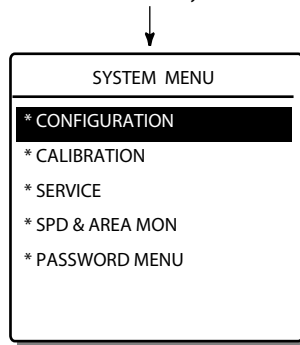 SYSTEM MENU
* CONFIGURATION
* CALIBRATION
* SERVICE
* SPD & AREA MON
* PASSWORD MENU